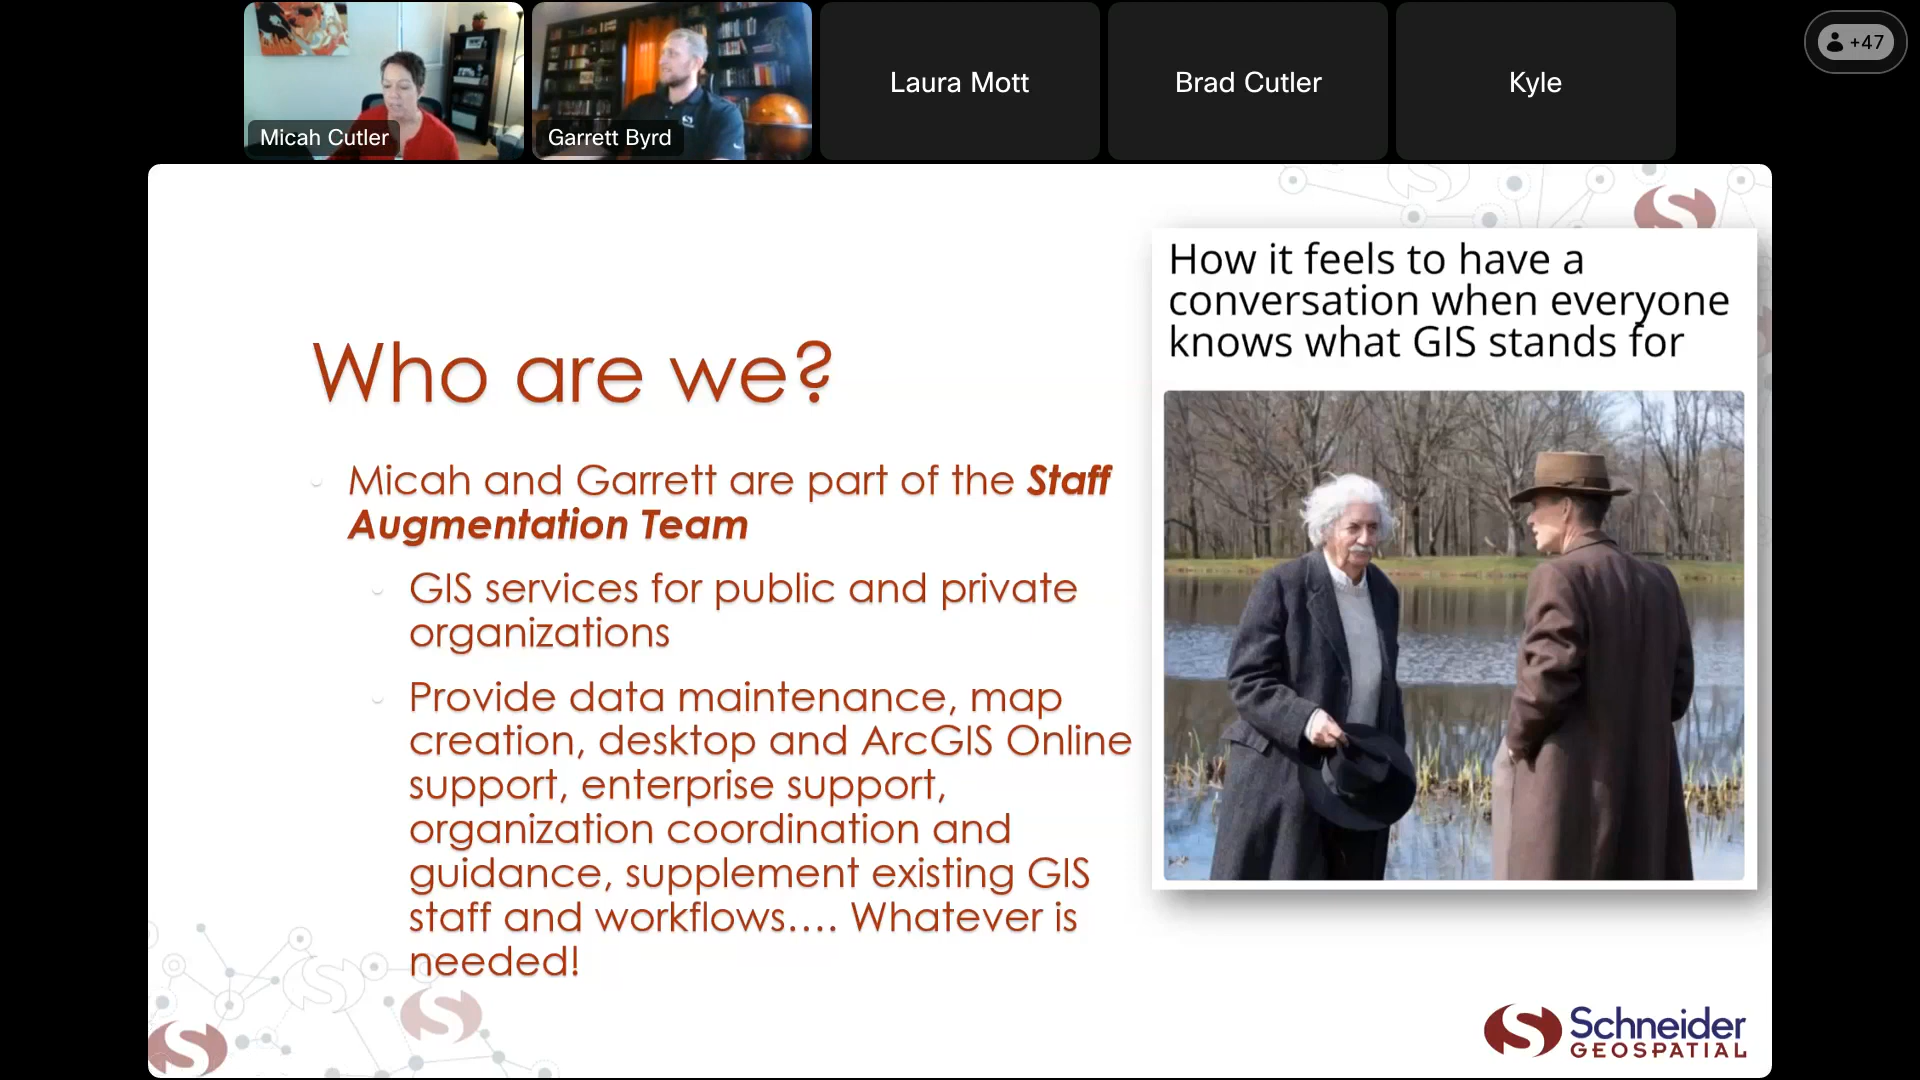 Micah Cutler
Garrett Byrd
Laura Mott
Brad Cutler
Kyle
+47
Who are we?
Micah and Garrett are part of the Staff
Augmentation Team
GIS services for public and private
organizations
Provide data maintenance, map
creation, desktop and ArcGIS Online
support, enterprise support,
organization coordination and
guidance, supplement existing GIS
staff and workflows.... Whatever is
needed!
How it feels to have a
conversation when everyone
knows what GIS stands for
Schneider
GEOSPATIAL